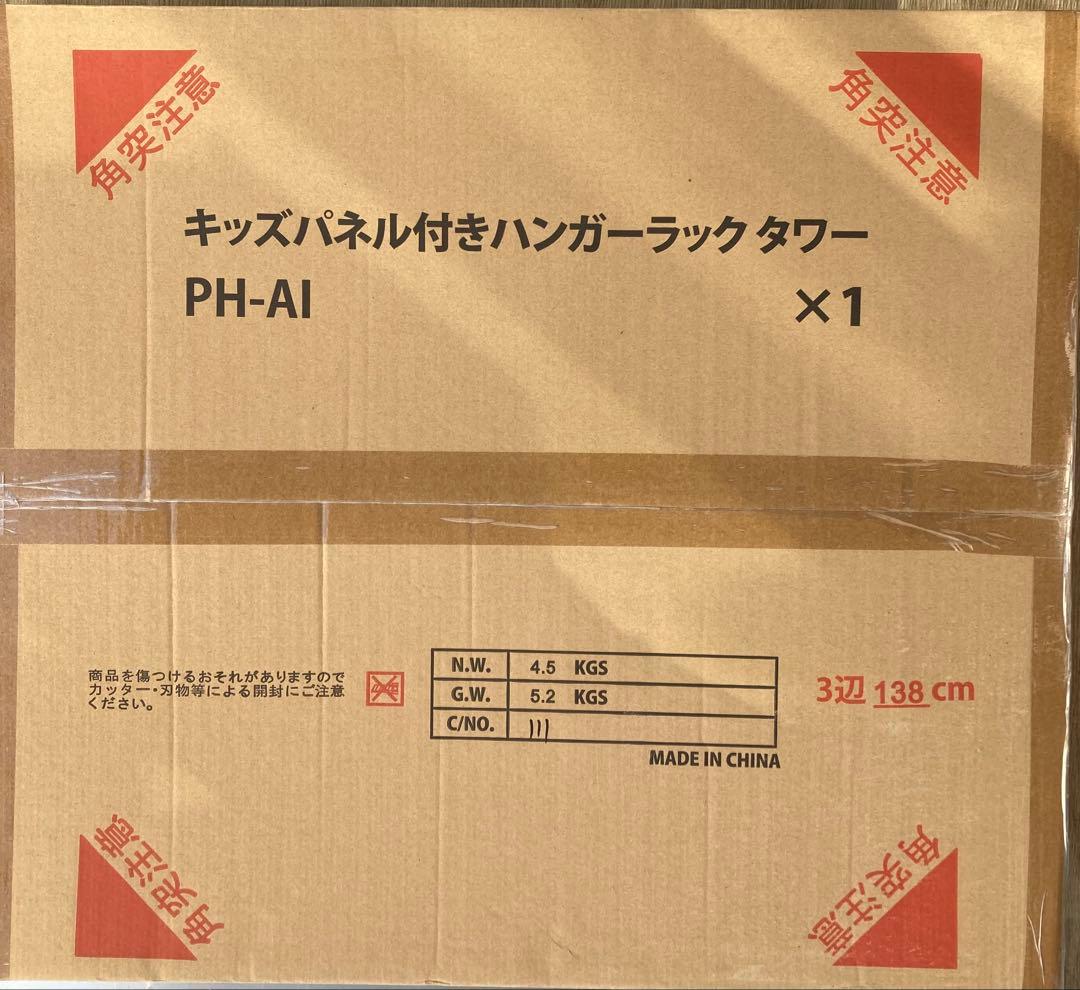 角突注意
角突注意
キッズパネル付きハンガーラック タワー
PH-AI ×1
商品を傷つけるおそれがありますので
カッター・刃物等による開封にご注意
ください。
N.W. 4.5 KGS
G.W. 5.2 KGS
C/NO. 111
3辺 138 cm
MADE IN CHINA
角突注意
角突注意